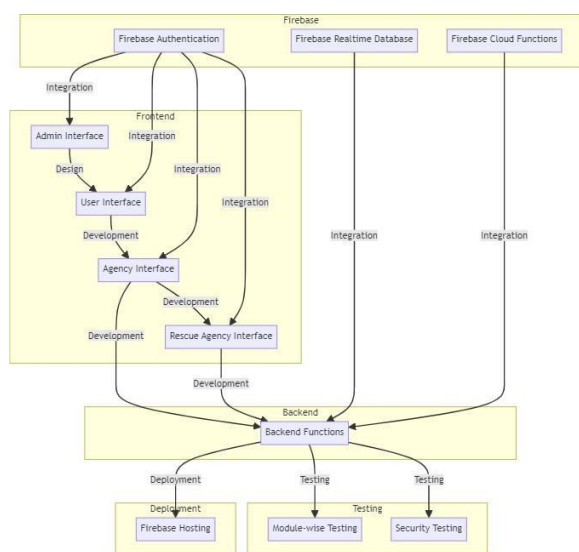 Firebase
Firebase Authentication
Firebase Realtime Database
Firebase Cloud Functions
Integration
Frontend
Admin Interface
Integration
Design
Integration
User Interface
Integration
Development
Integration
Integration
Agency Interface
Development
Development
Rescue Agency Interface
Development
Backend
Backend Functions
Deployment
Testing
Testing
Deployment
Testing
Firebase Hosting
Module-wise Testing
Security Testing